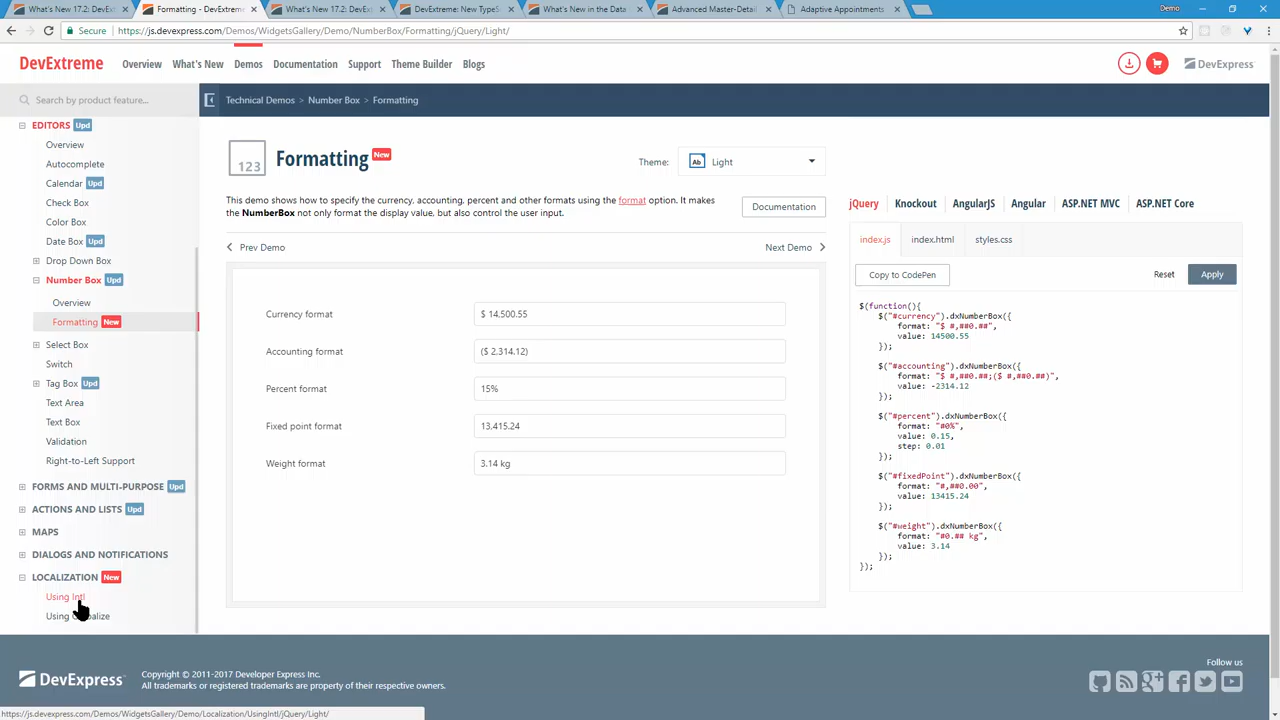 What's New 17.2: DevEx
Formatting - DevExtreme
What's New 17.2: DevEx
DevExtreme: New TypeSc
What's New in the Data
Advanced Master-Detail
Adaptive Appointments
Demo
Secure
https://js.devexpress.com/Demos/WidgetsGallery/Demo/NumberBox/Formatting/jQuery/Light/
DevExtreme
Overview
What's New
Demos
Documentation
Support
Theme Builder
Blogs
DevExpress
Search by product feature...
Technical Demos > Number Box > Formatting
EDITORS Upd
Overview
Autocomplete
Calendar Upd
Check Box
Color Box
Date Box Upd
Drop Down Box
Number Box Upd
Overview
Formatting New
Select Box
Switch
Tag Box Upd
Text Area
Text Box
Validation
Right-to-Left Support
FORMS AND MULTI-PURPOSE Upd
ACTIONS AND LISTS Upd
MAPS
DIALOGS AND NOTIFICATIONS
LOCALIZATION New
Using Intl
Using
123
Formatting New
Theme:
Ab
Light
This demo shows how to specify the currency, accounting, percent and other formats using the format option. It makes
the NumberBox not only format the display value, but also control the user input.
Documentation
Prev Demo
Next Demo
Currency format
$ 14,500.55
Accounting format
($ 2,314.12)
Percent format
15%
Fixed point format
13,415.24
Weight format
3.14 kg
jQuery
Knockout
AngularJS
Angular
ASP.NET MVC
ASP.NET Core
index.js
index.html
styles.css
Copy to CodePen
Reset
Apply
$(function(){
$("#currency").dxNumberBox({
format: "$ #,##0.##",
value: 14500.55
});
$("#accounting").dxNumberBox({
format: "$ #,##0.##;($ #,##0.##)",
value: -2314.12
});
$("#percent").dxNumberBox({
format: "#0%",
value: 0.15,
step: 0.01
});
$("#fixedPoint").dxNumberBox({
format: "#,##0.00",
value: 13415.24
});
$("#weight").dxNumberBox({
format: "#0.## kg",
value: 3.14
});
});
DevExpress
Copyright © 2011-2017 Developer Express Inc.
All trademarks or registered trademarks are property of their respective owners.
Follow us
https://js.devexpress.com/Demos/WidgetsGallery/Demo/Localization/UsingIntl/jQuery/Light/